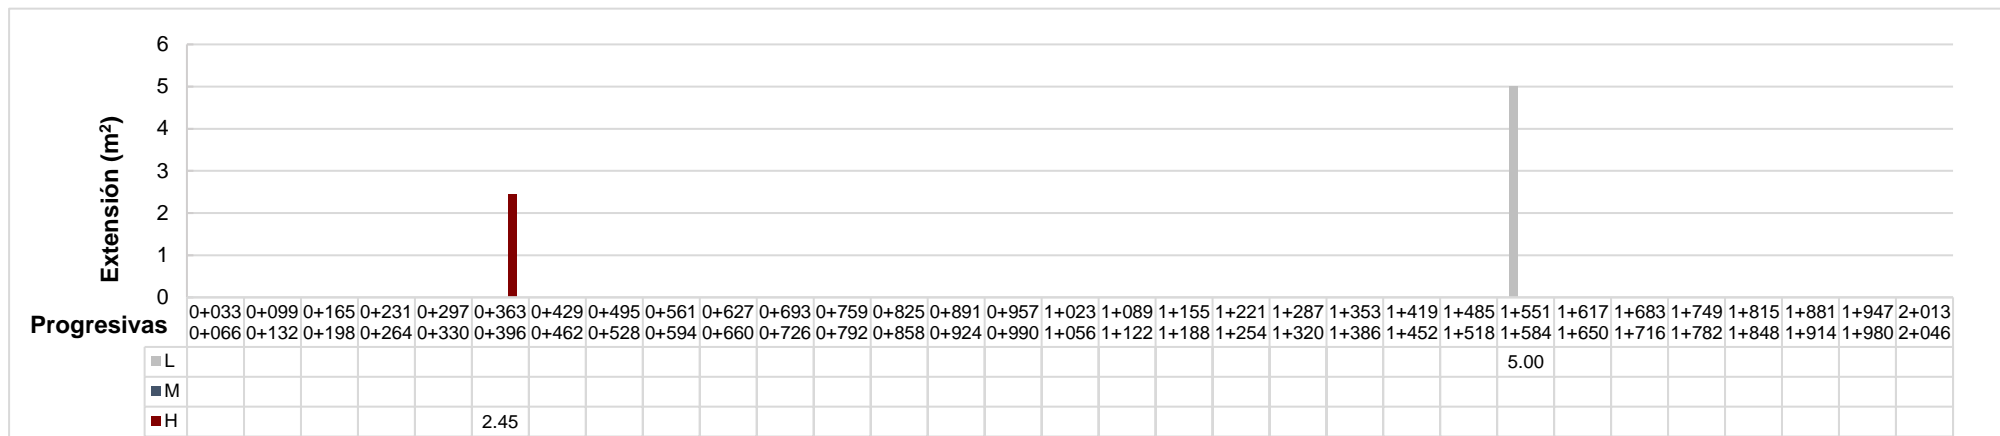 6
5
4
3
2
1
0
Extensión (m²)
Progresivas
0+033 0+099 0+165 0+231 0+297 0+363 0+429 0+495 0+561 0+627 0+693 0+759 0+825 0+891 0+957 1+023 1+089 1+155 1+221 1+287 1+353 1+419 1+485 1+551 1+617 1+683 1+749 1+815 1+881 1+947 2+013
0+066 0+132 0+198 0+264 0+330 0+396 0+462 0+528 0+594 0+660 0+726 0+792 0+858 0+924 0+990 1+056 1+122 1+188 1+254 1+320 1+386 1+452 1+518 1+584 1+650 1+716 1+782 1+848 1+914 1+980 2+046
L 5.00
M
H 2.45